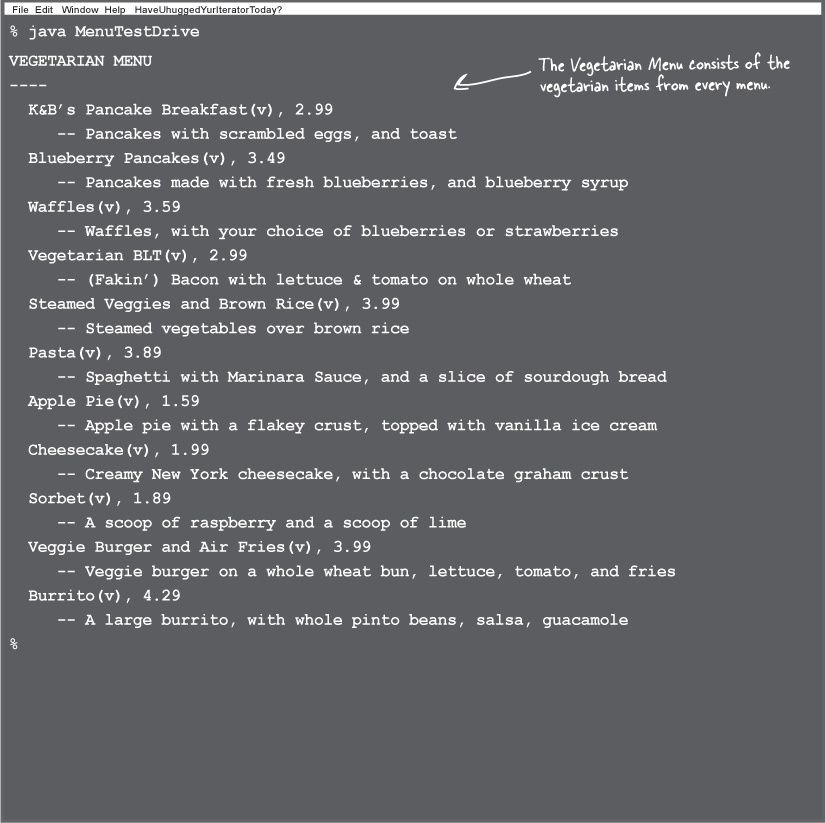 File Edit Window Help HaveUhuggedYurIteratorToday?
% java MenuTestDrive
VEGETARIAN MENU
The Vegetarian Menu consists of the
vegetarian items from every menu.
----
K&B’s Pancake Breakfast(v), 2.99
-- Pancakes with scrambled eggs, and toast
Blueberry Pancakes(v), 3.49
-- Pancakes made with fresh blueberries, and blueberry syrup
Waffles(v), 3.59
-- Waffles, with your choice of blueberries or strawberries
Vegetarian BLT(v), 2.99
-- (Fakin’) Bacon with lettuce & tomato on whole wheat
Steamed Veggies and Brown Rice(v), 3.99
-- Steamed vegetables over brown rice
Pasta(v), 3.89
-- Spaghetti with Marinara Sauce, and a slice of sourdough bread
Apple Pie(v), 1.59
-- Apple pie with a flakey crust, topped with vanilla ice cream
Cheesecake(v), 1.99
-- Creamy New York cheesecake, with a chocolate graham crust
Sorbet(v), 1.89
-- A scoop of raspberry and a scoop of lime
Veggie Burger and Air Fries(v), 3.99
-- Veggie burger on a whole wheat bun, lettuce, tomato, and fries
Burrito(v), 4.29
-- A large burrito, with whole pinto beans, salsa, guacamole
%